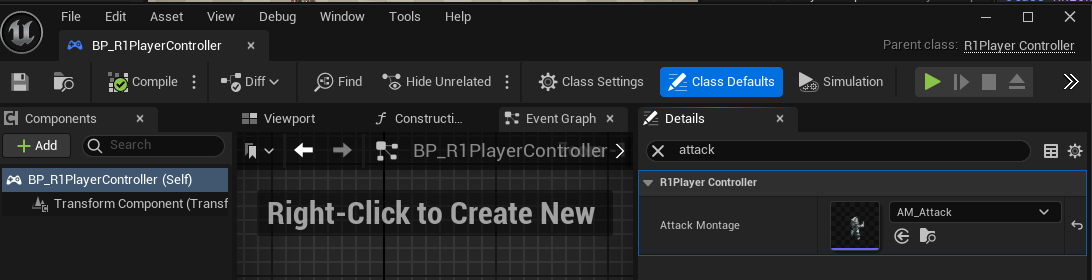 File Edit Asset View Debug Window Tools Help
BP_R1PlayerController
Parent class: R1Player Controller
Compile Diff Find Hide Unrelated Class Settings Class Defaults Simulation
Components Viewport Constructi... Event Graph Details
+ Add Search BP_R1PlayerController attack
BP_R1PlayerController (Self) R1Player Controller
Transform Component (Transf
Right-Click to Create New
Attack Montage AM_Attack